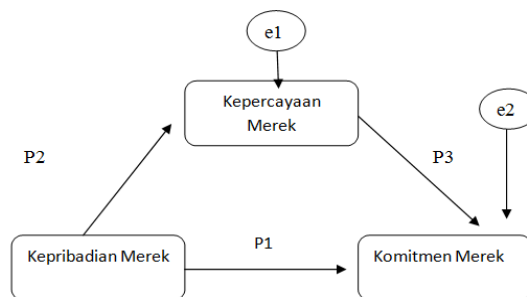 e1
Kepercayaan
Merek
e2
P2
P3
P1
Kepribadian Merek
Komitmen Merek